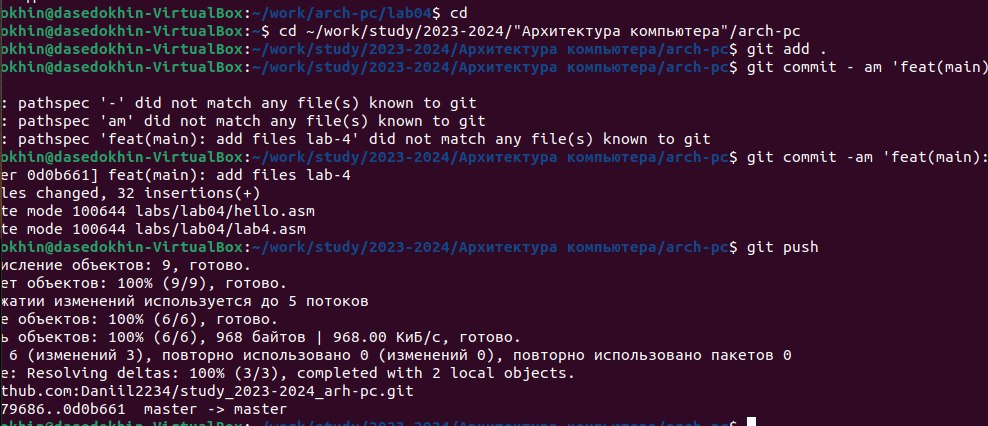 okhin@dasedokhin-VirtualBox:~/work/arch-pc/lab04$ cd
okhin@dasedokhin-VirtualBox:~$ cd ~/work/study/2023-2024/"Архитектура компьютера"/arch-pc
okhin@dasedokhin-VirtualBox:~/work/study/2023-2024/Архитектура компьютера/arch-pc$ git add .
okhin@dasedokhin-VirtualBox:~/work/study/2023-2024/Архитектура компьютера/arch-pc$ git commit - am 'feat(main)
: pathspec '-' did not match any file(s) known to git
: pathspec 'am' did not match any file(s) known to git
: pathspec 'feat(main): add files lab-4' did not match any file(s) known to git
okhin@dasedokhin-VirtualBox:~/work/study/2023-2024/Архитектура компьютера/arch-pc$ git commit -am 'feat(main):
er 0d0b661] feat(main): add files lab-4
les changed, 32 insertions(+)
te mode 100644 labs/lab04/hello.asm
te mode 100644 labs/lab04/lab4.asm
okhin@dasedokhin-VirtualBox:~/work/study/2023-2024/Архитектура компьютера/arch-pc$ git push
исление объектов: 9, готово.
ет объектов: 100% (9/9), готово.
жатии изменений используется до 5 потоков
е объектов: 100% (6/6), готово.
ь объектов: 100% (6/6), 968 байтов | 968.00 КиБ/с, готово.
6 (изменений 3), повторно использовано 0 (изменений 0), повторно использовано пакетов 0
e: Resolving deltas: 100% (3/3), completed with 2 local objects.
thub.com:Daniil2234/study_2023-2024_arh-pc.git
79686..0d0b661  master -> master
okhin@dasedokhin-VirtualBox:~/work/study/2023-2024/Архитектура компьютера/arch-pc$